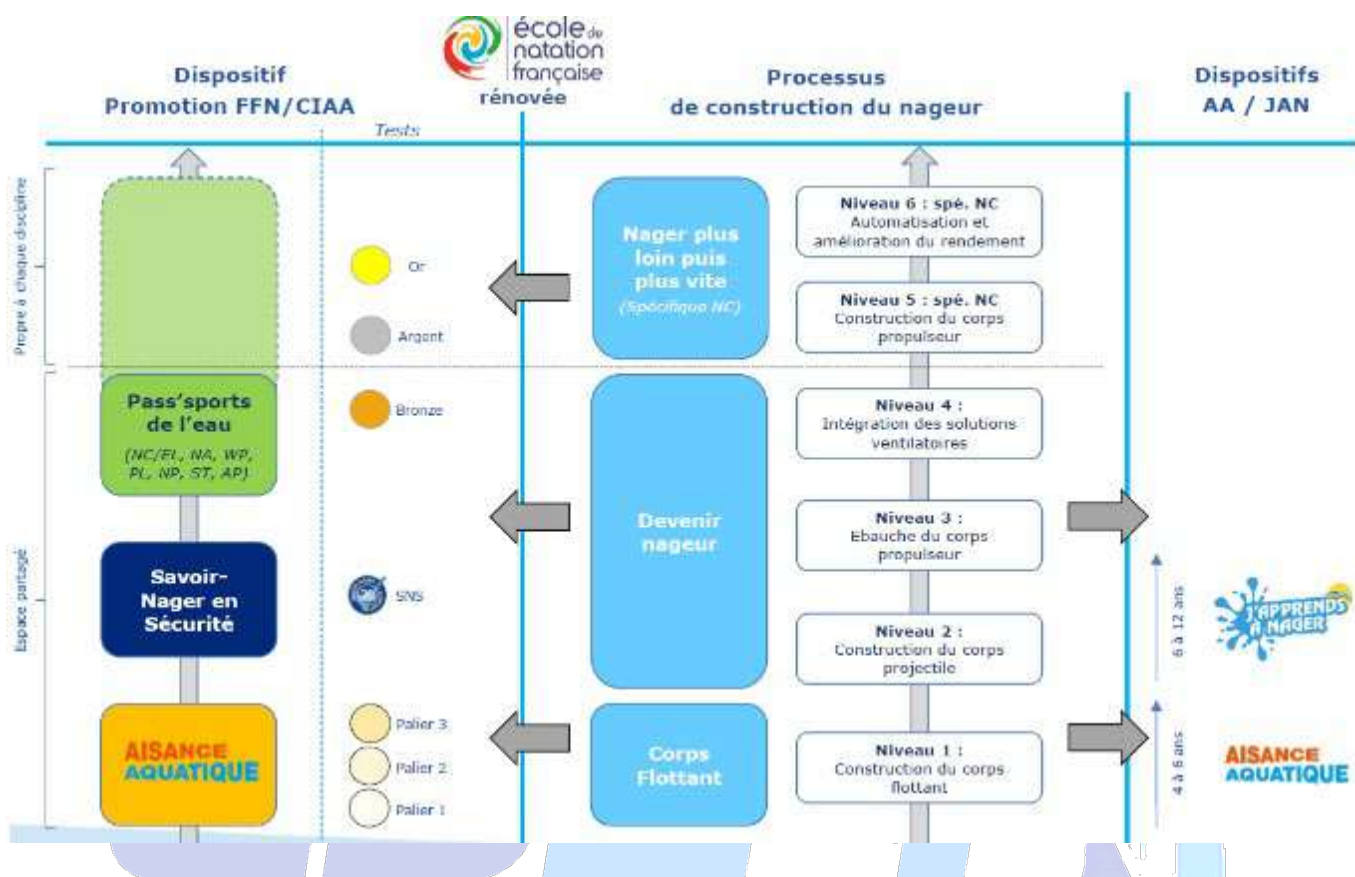 école de
natation
française
rénovée
Dispositif
Promotion FFN/CIAA
Tests
Processus
de construction du nageur
Dispositifs
AA / JAN
Propre à chaque discipline
Espace partagé
Pass'sports
de l'eau
(NC/EL, NA, WP,
PL, NP, ST, AP)
Savoir-
Nager en
Sécurité
AISANCE
AQUATIQUE
Or
Argent
Bronze
SNS
Palier 3
Palier 2
Palier 1
Nager plus
loin puis
plus vite
(Spécifique NC)
Devenir
nageur
Corps
Flottant
Niveau 6 : spé. NC
Automatisation et
amélioration du rendement
Niveau 5 : spé. NC
Construction du corps
propulseur
Niveau 4 :
Intégration des solutions
ventilatoires
Niveau 3 :
Ebauche du corps
propulseur
Niveau 2 :
Construction du corps
projectile
Niveau 1 :
Construction du corps
flottant
6 à 12 ans
J'APPRENDS
À NAGER
4 à 6 ans
AISANCE
AQUATIQUE